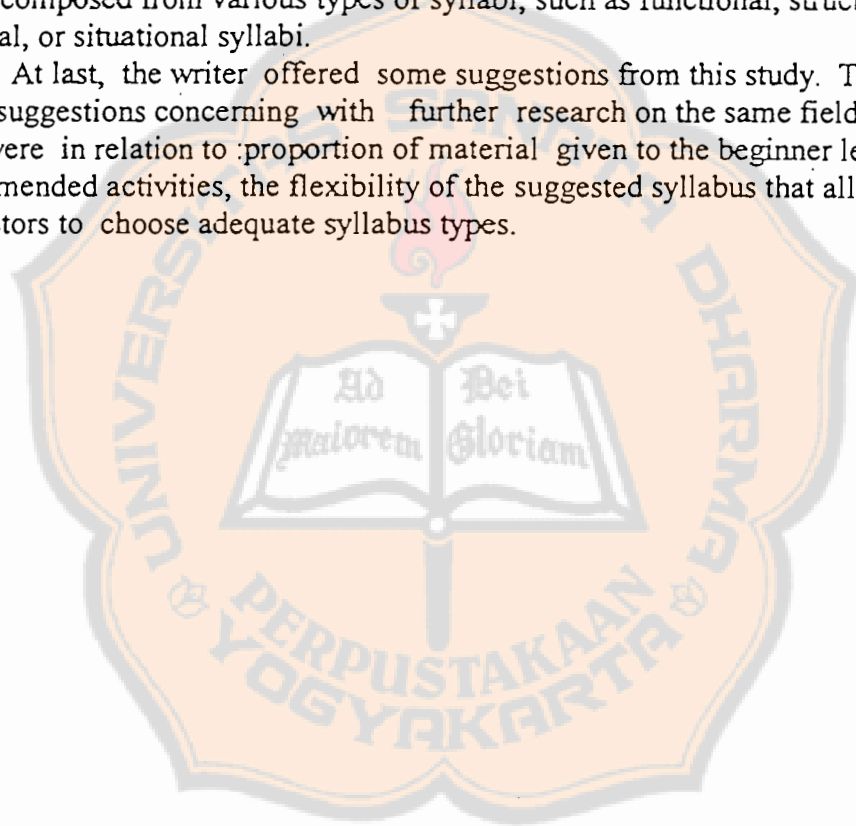 composed from various types of syllabi, such as functional, struc
al, or situational syllabi.
At last, the writer offered some suggestions from this study. T
suggestions concerning with further research on the same field
were in relation to :proportion of material given to the beginner le
mended activities, the flexibility of the suggested syllabus that all
tors to choose adequate syllabus types.
UNIVERSITAS SANATA DHARMA
Ad Dei
maiorem Gloriam
PERPUSTAKAAN
YOGYAKARTA